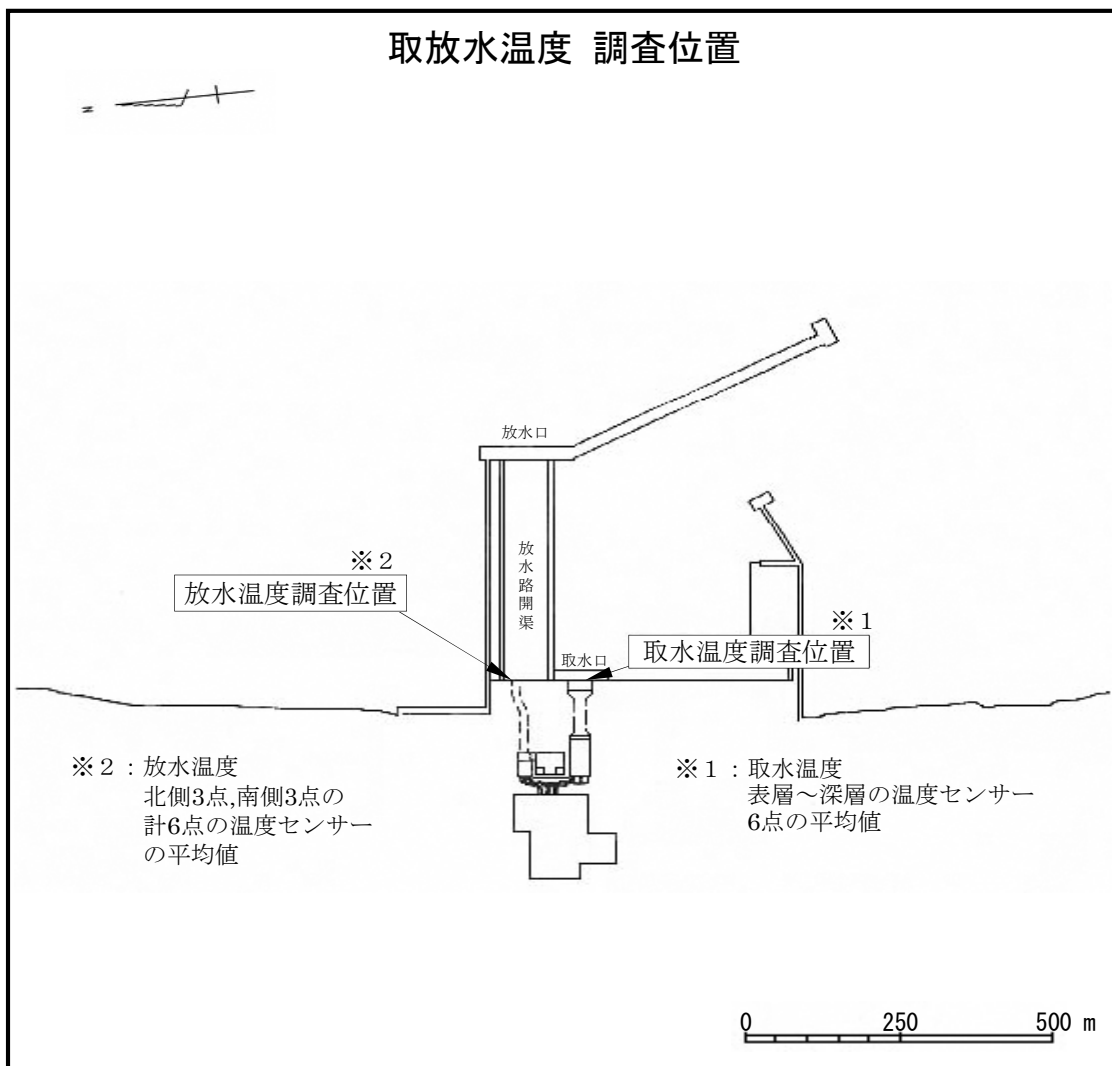 取放水温度 調査位置
N
放水口
放水路開渠
※２
放水温度調査位置
※１
取水口
取水温度調査位置
※２：放水温度
北側3点,南側3点の
計6点の温度センサー
の平均値
※１：取水温度
表層～深層の温度センサー
6点の平均値
0 250 500 m